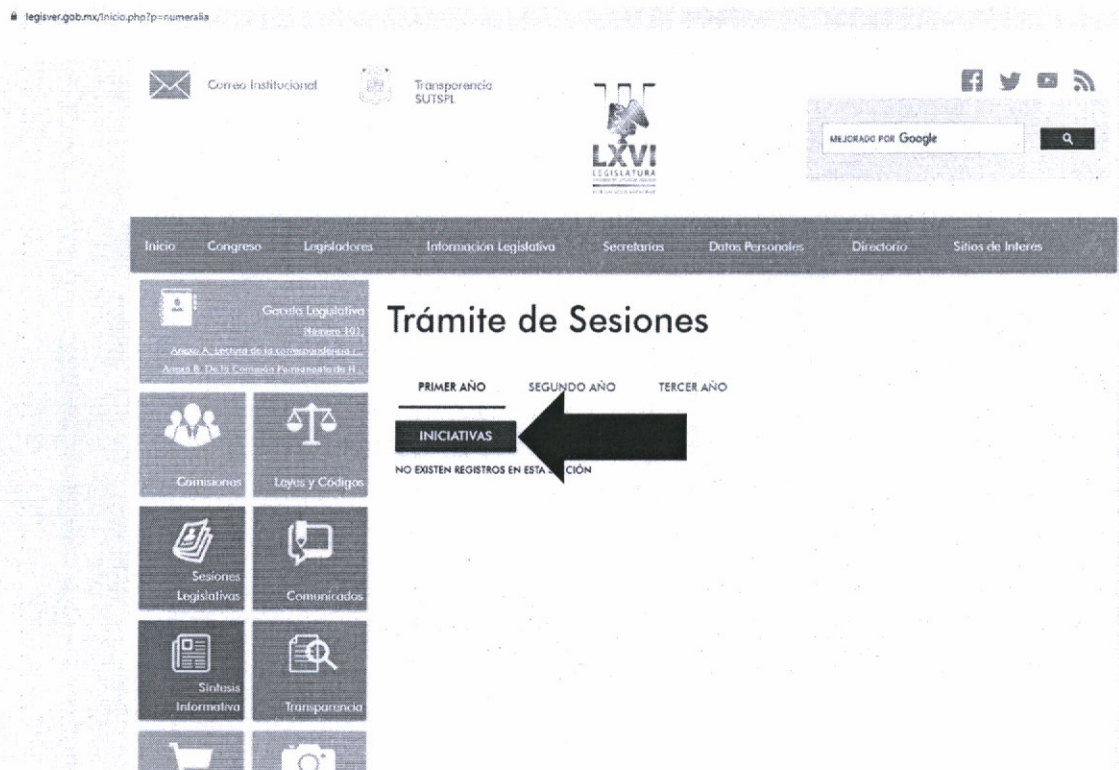 legisver.gob.mx/Inicio.php?p=numeralia
Correo Institucional
Transparencia
SUTSPL
LXVI
LEGISLATURA
MEJORADO POR Google
Inicio Congreso Legisladores Información Legislativa Secretarías Datos Personales Directorio Sitios de Interés
Gaceta Legislativa
Número 101.
Anexo A. Lectura de la correspondencia
Anexo B. De la Comisión Permanente de H...
Trámite de Sesiones
PRIMER AÑO SEGUNDO AÑO TERCER AÑO
INICIATIVAS
NO EXISTEN REGISTROS EN ESTA CIÓN
Comisiones
Leyes y Códigos
Sesiones
Legislativas
Comunicados
Síntesis
Informativa
Transparencia